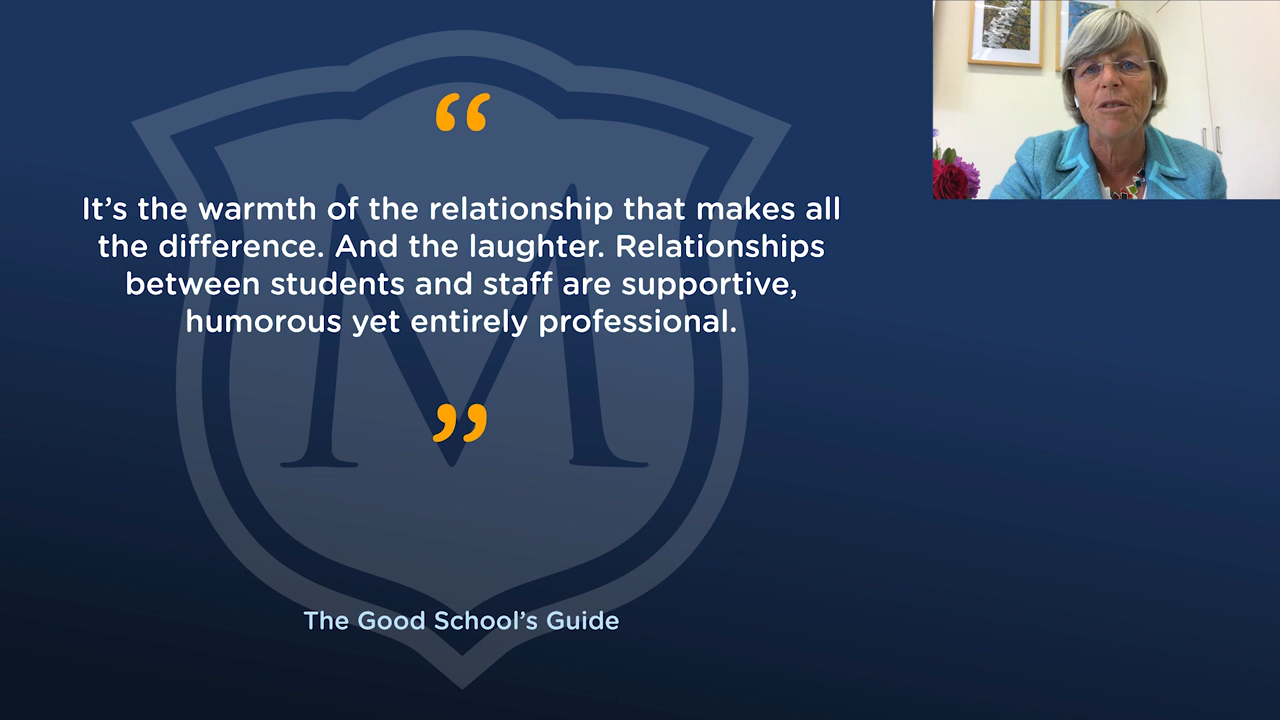 “
It’s the warmth of the relationship that makes all
the difference. And the laughter. Relationships
between students and staff are supportive,
humorous yet entirely professional.
”
M
The Good School’s Guide